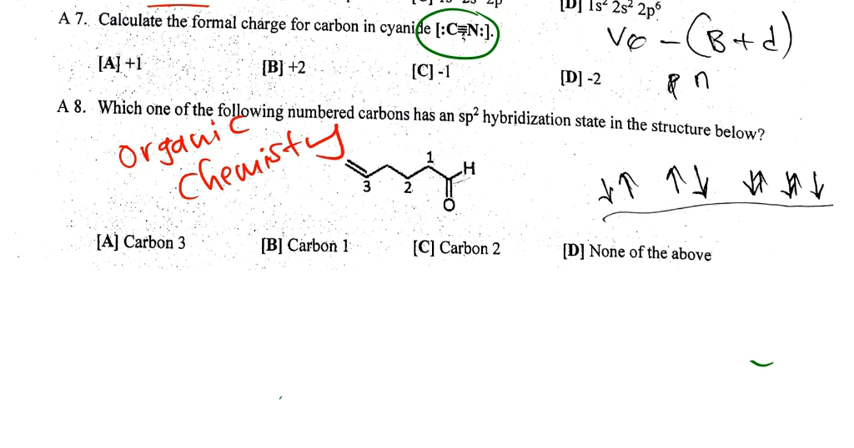 [D] 1s² 2s² 2p⁶
A 7. Calculate the formal charge for carbon in cyanide [:C≡N:].
[A] +1 [B] +2 [C] -1 [D] -2
A 8. Which one of the following numbered carbons has an sp² hybridization state in the structure below?
organic
chemistry
1
H
3 2
O
[A] Carbon 3 [B] Carbon 1 [C] Carbon 2 [D] None of the above